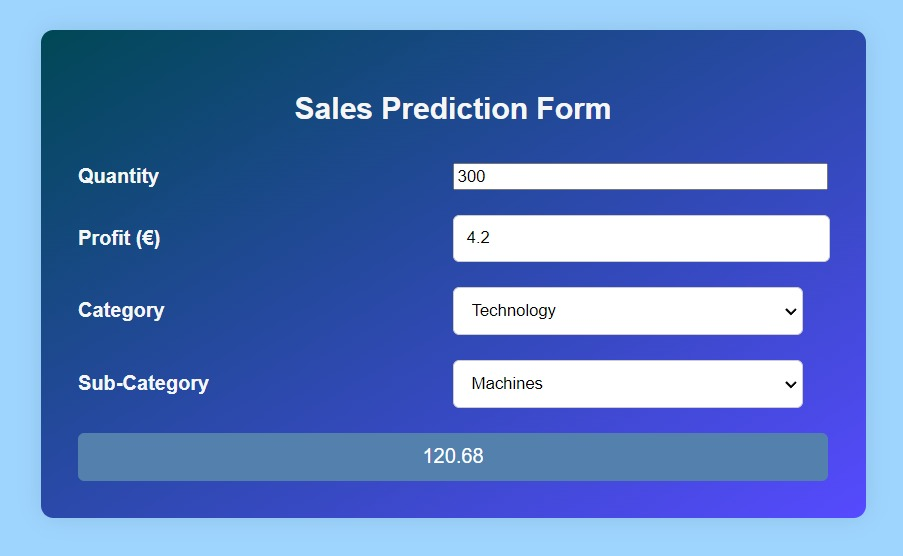 Sales Prediction Form
Quantity 300
Profit (€) 4.2
Category Technology
Sub-Category Machines
120.68